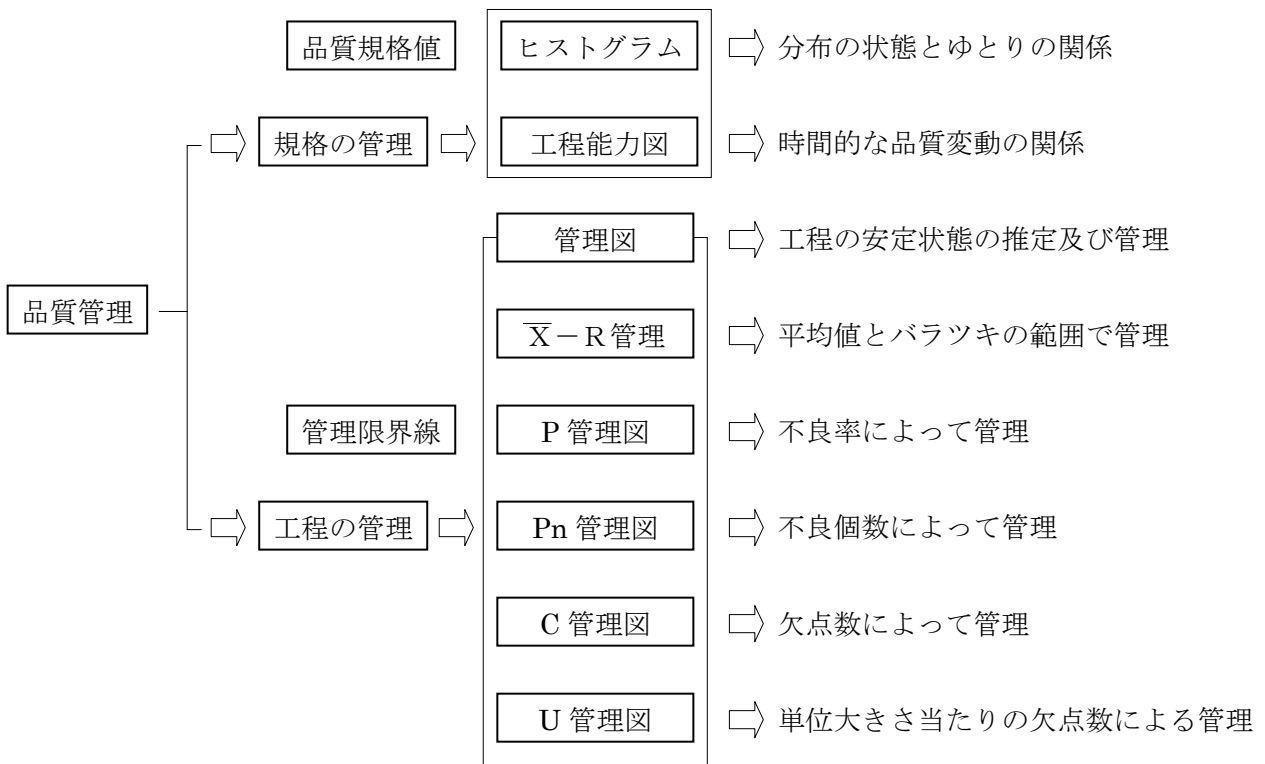 品質規格値 ヒストグラム 分布の状態とゆとりの関係
規格の管理 工程能力図 時間的な品質変動の関係
管理図 工程の安定状態の推定及び管理
品質管理
X̅－R管理 平均値とバラツキの範囲で管理
管理限界線 P 管理図 不良率によって管理
工程の管理 Pn 管理図 不良個数によって管理
C 管理図 欠点数によって管理
U 管理図 単位大きさ当たりの欠点数による管理